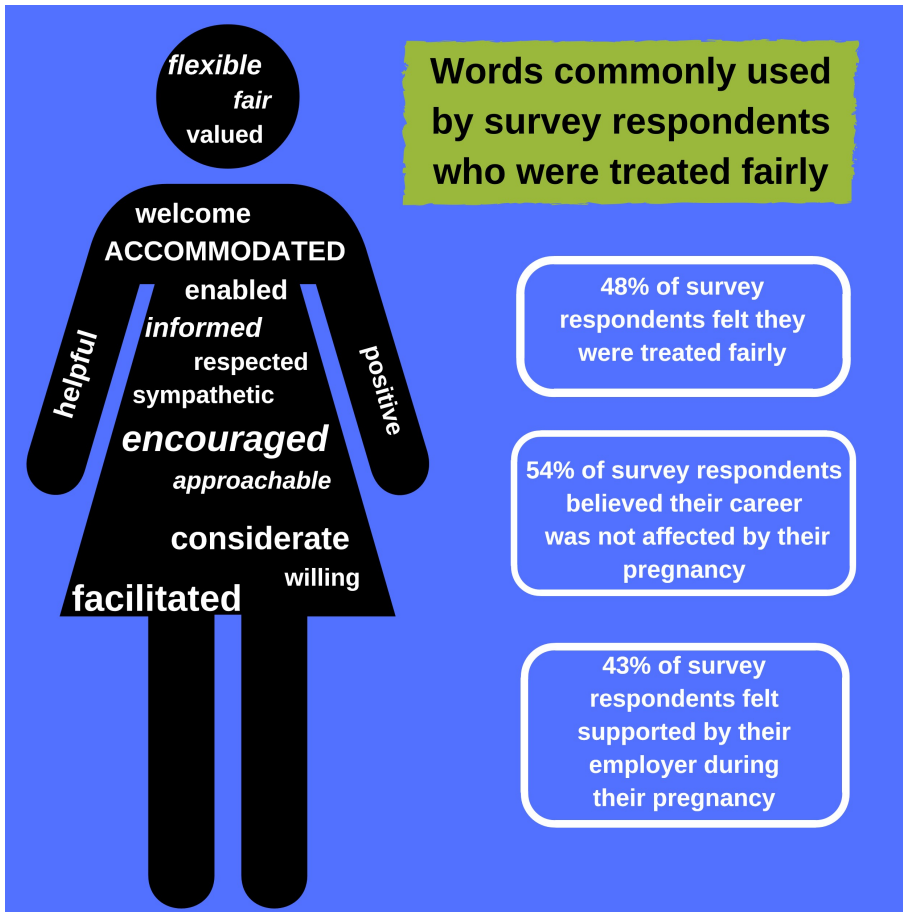 Words commonly used
by survey respondents
who were treated fairly
flexible
fair
valued
welcome
ACCOMMODATED
enabled
informed
respected
sympathetic
helpful
positive
encouraged
approachable
considerate
willing
facilitated
48% of survey
respondents felt they
were treated fairly
54% of survey respondents
believed their career
was not affected by their
pregnancy
43% of survey
respondents felt
supported by their
employer during
their pregnancy